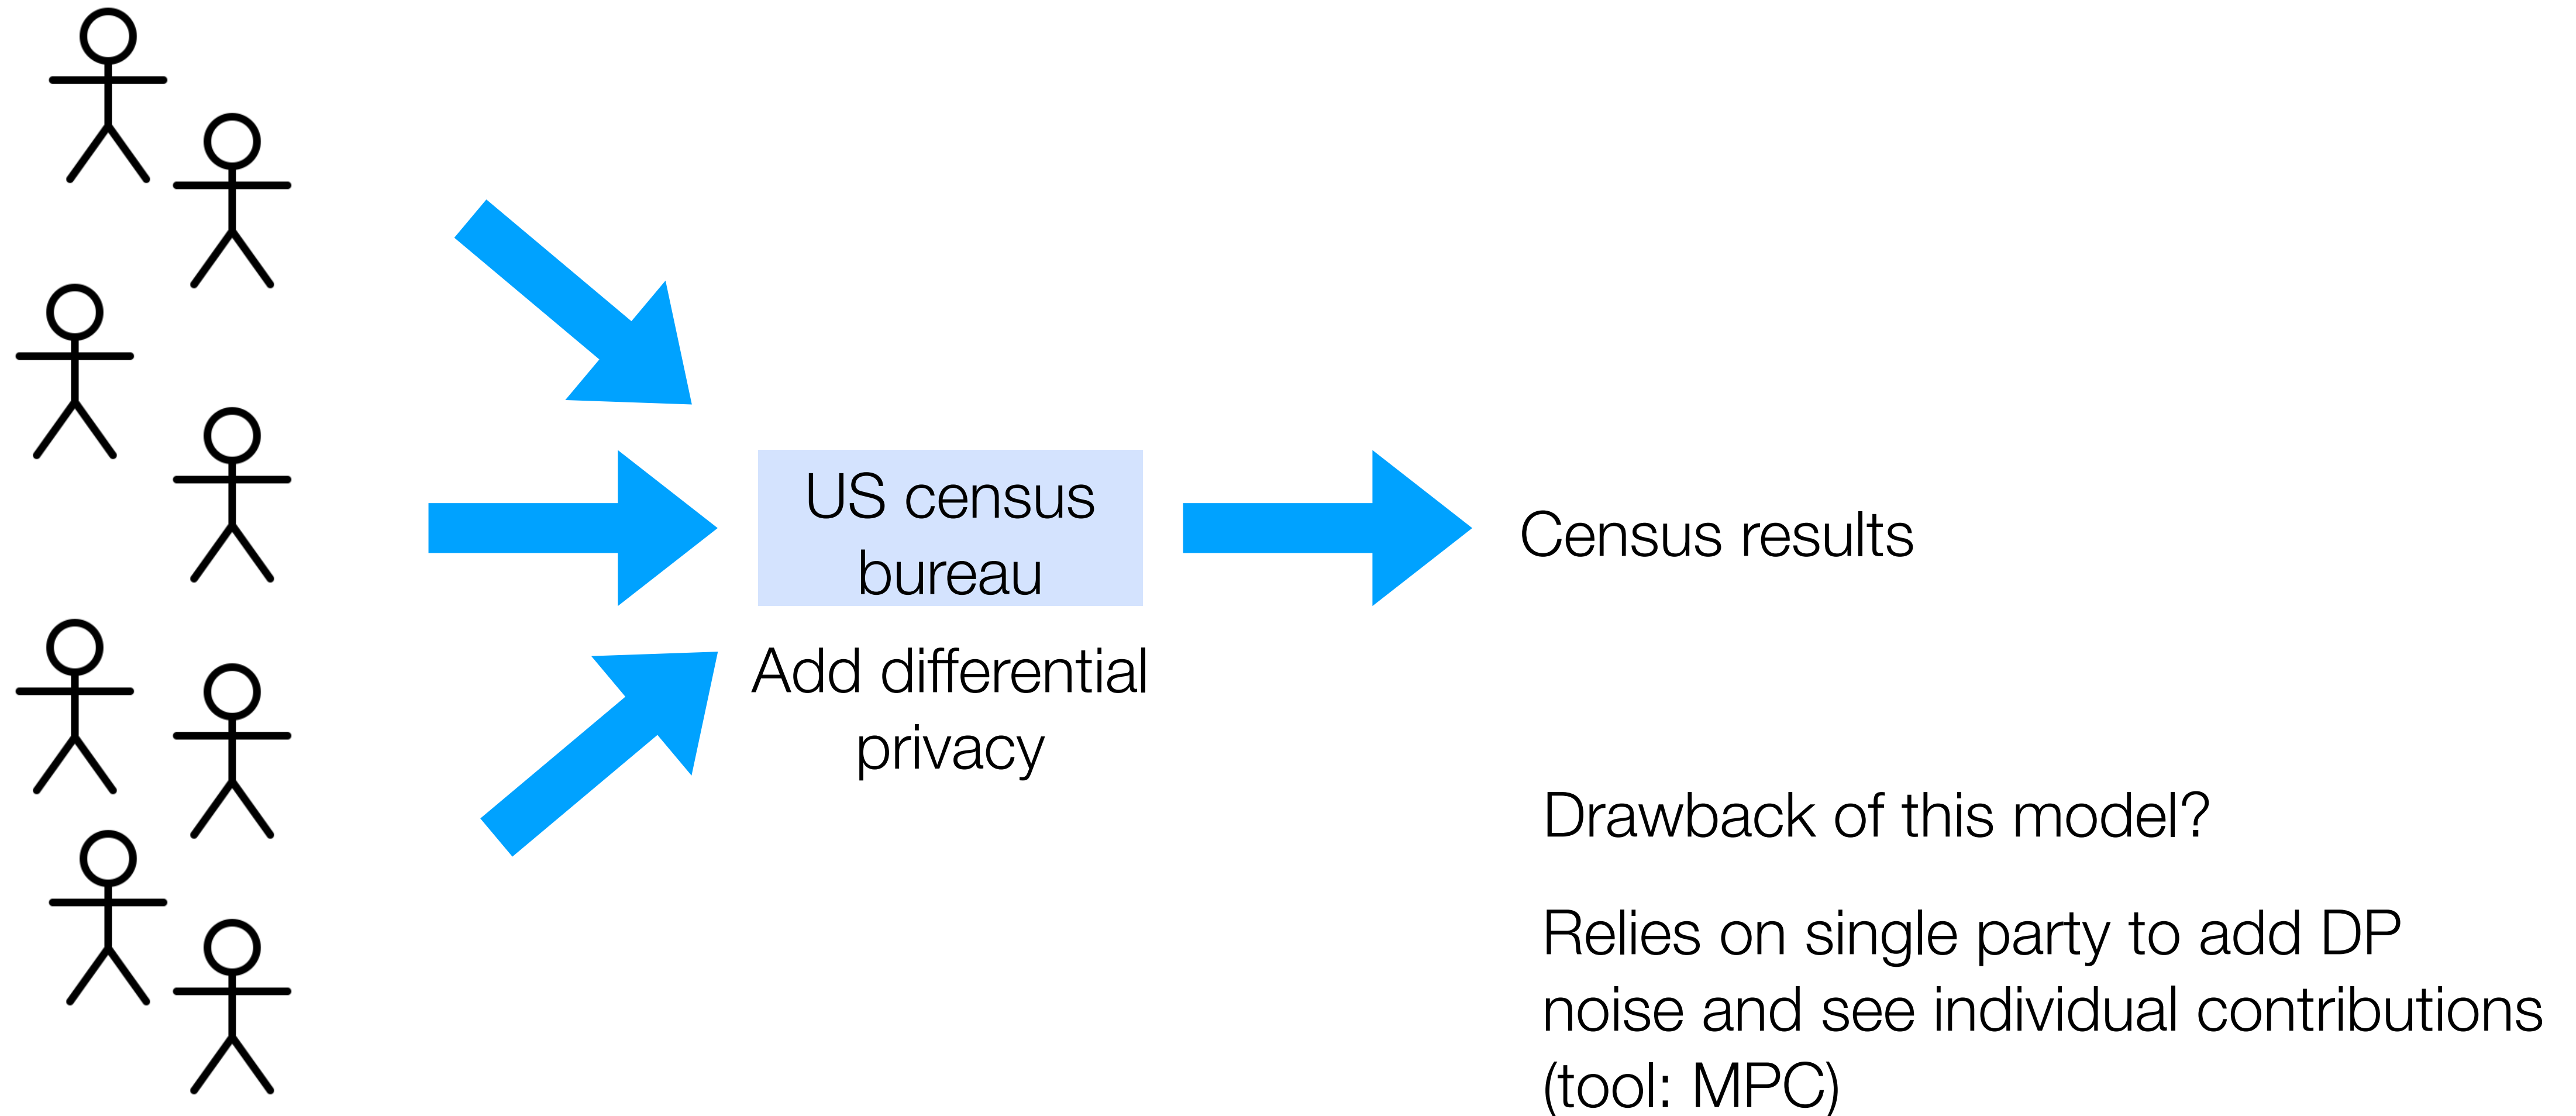 US census
bureau
Add differential
privacy
Census results
Drawback of this model?
Relies on single party to add DP
noise and see individual contributions
(tool: MPC)